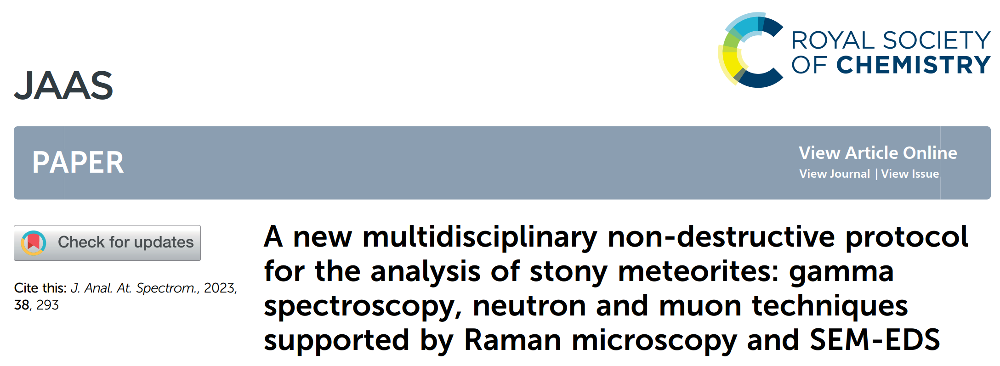 ROYAL SOCIETY
OF CHEMISTRY
JAAS
PAPER
View Article Online
View Journal | View Issue
Check for updates
Cite this: J. Anal. At. Spectrom., 2023,
38, 293
A new multidisciplinary non-destructive protocol
for the analysis of stony meteorites: gamma
spectroscopy, neutron and muon techniques
supported by Raman microscopy and SEM-EDS